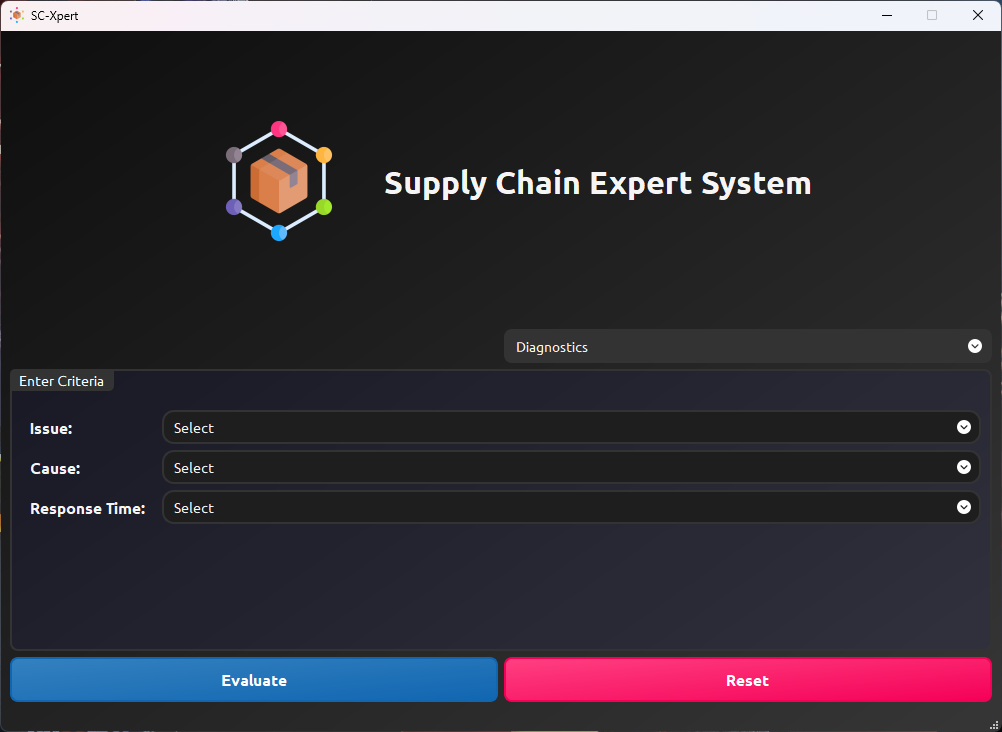 SC-Xpert
Supply Chain Expert System
Diagnostics
Enter Criteria
Issue: Select
Cause: Select
Response Time: Select
Evaluate Reset